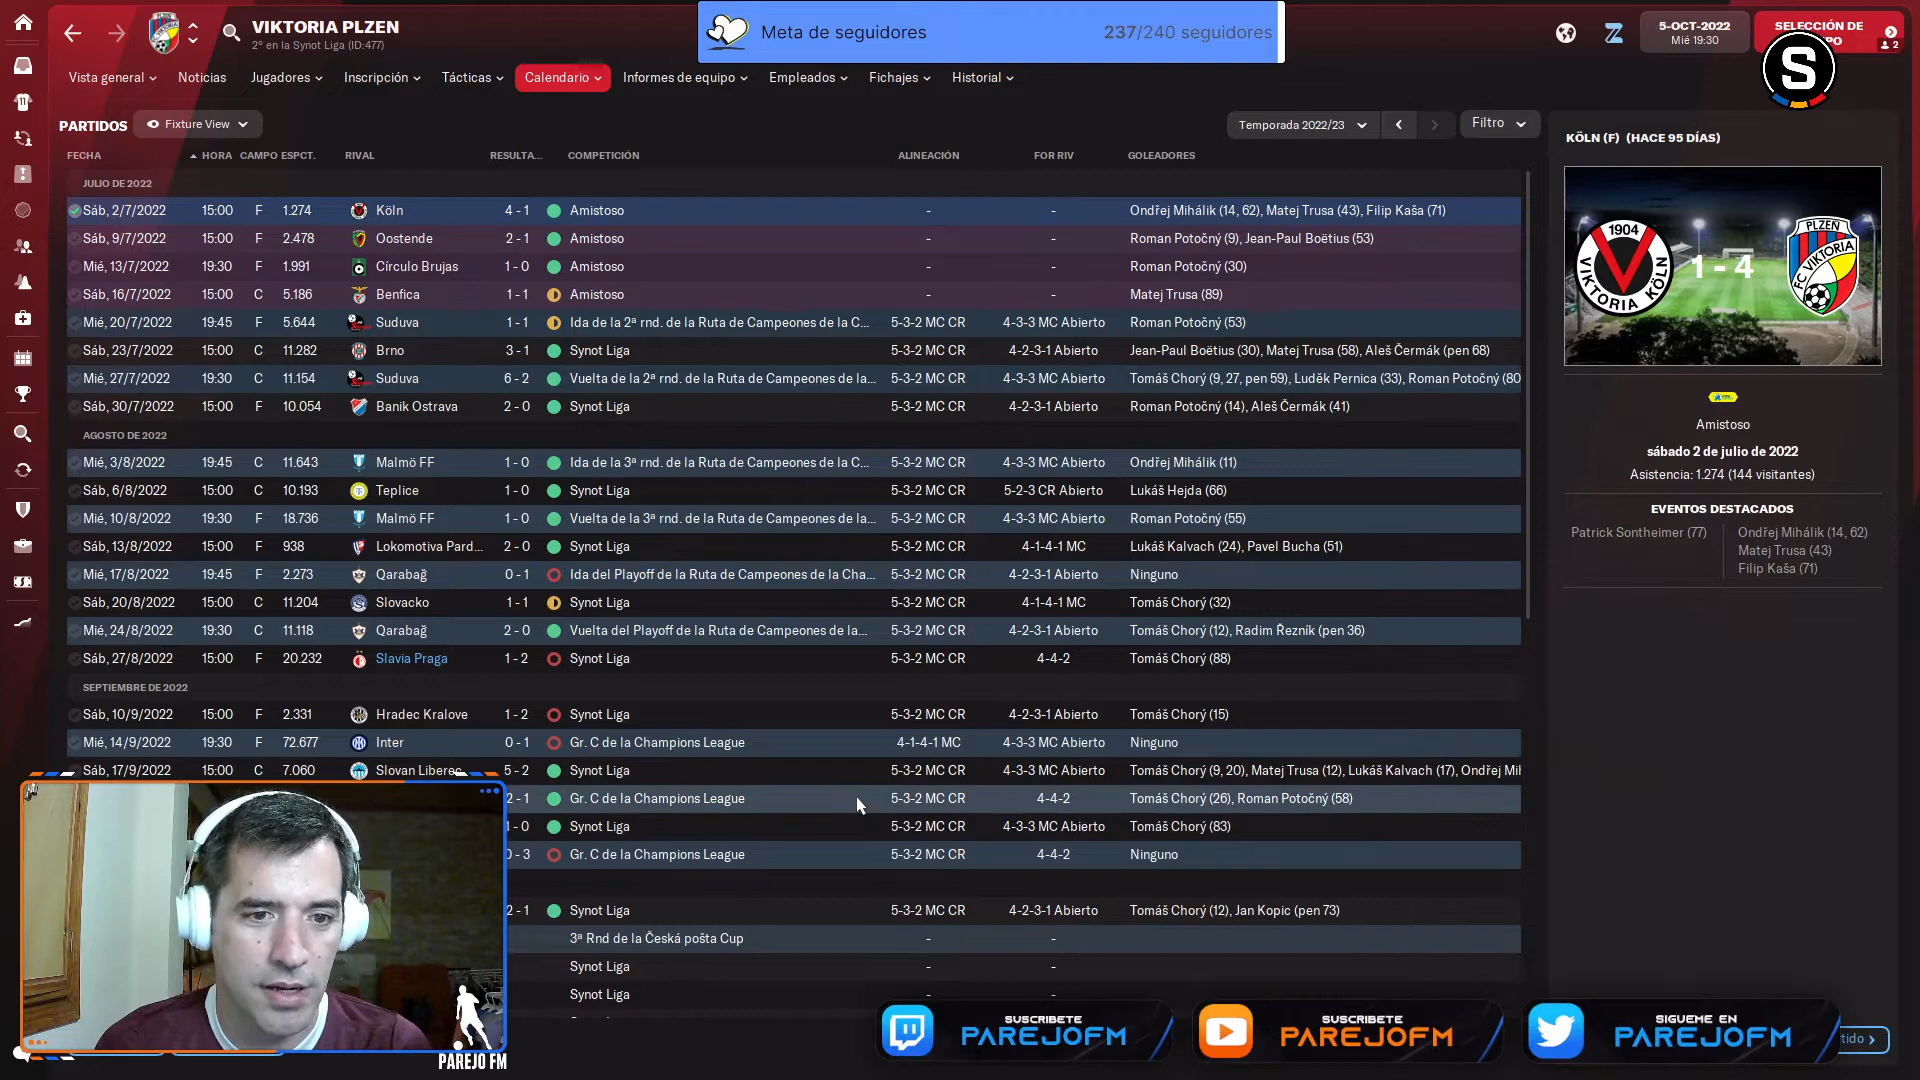 VIKTORIA PLZEN
2º en la Synot Liga (ID:477)
Meta de seguidores 237/240 seguidores
5-OCT-2022
Mié 19:30
SELECCIÓN DE
2
Vista general Noticias Jugadores Inscripción Tácticas Calendario Informes de equipo Empleados Fichajes Historial
PARTIDOS Fixture View Temporada 2022/23 Filtro
FECHA HORA CAMPO ESPCT. RIVAL RESULTA... COMPETICIÓN ALINEACIÓN FOR RIV GOLEADORES
JULIO DE 2022
Sáb, 2/7/2022 15:00 F 1.274 Köln 4 - 1 Amistoso - - Ondřej Mihálik (14, 62), Matej Trusa (43), Filip Kaša (71)
Sáb, 9/7/2022 15:00 F 2.478 Oostende 2 - 1 Amistoso - - Roman Potočný (9), Jean-Paul Boëtius (53)
Mié, 13/7/2022 19:30 F 1.991 Círculo Brujas 1 - 0 Amistoso - - Roman Potočný (30)
Sáb, 16/7/2022 15:00 C 5.186 Benfica 1 - 1 Amistoso - - Matej Trusa (89)
Mié, 20/7/2022 19:45 F 5.644 Suduva 1 - 1 Ida de la 2ª rnd. de la Ruta de Campeones de la C... 5-3-2 MC CR 4-3-3 MC Abierto Roman Potočný (53)
Sáb, 23/7/2022 15:00 C 11.282 Brno 3 - 1 Synot Liga 5-3-2 MC CR 4-2-3-1 Abierto Jean-Paul Boëtius (30), Matej Trusa (58), Aleš Čermák (pen 68)
Mié, 27/7/2022 19:30 C 11.154 Suduva 6 - 2 Vuelta de la 2ª rnd. de la Ruta de Campeones de la... 5-3-2 MC CR 4-3-3 MC Abierto Tomáš Chorý (9, 27, pen 59), Luděk Pernica (33), Roman Potočný (80
Sáb, 30/7/2022 15:00 F 10.054 Banik Ostrava 2 - 0 Synot Liga 5-3-2 MC CR 4-2-3-1 Abierto Roman Potočný (14), Aleš Čermák (41)
AGOSTO DE 2022
Mié, 3/8/2022 19:45 C 11.643 Malmö FF 1 - 0 Ida de la 3ª rnd. de la Ruta de Campeones de la C... 5-3-2 MC CR 4-3-3 MC Abierto Ondřej Mihálik (11)
Sáb, 6/8/2022 15:00 C 10.193 Teplice 1 - 0 Synot Liga 5-3-2 MC CR 5-2-3 CR Abierto Lukáš Hejda (66)
Mié, 10/8/2022 19:30 F 18.736 Malmö FF 1 - 0 Vuelta de la 3ª rnd. de la Ruta de Campeones de la... 5-3-2 MC CR 4-3-3 MC Abierto Roman Potočný (55)
Sáb, 13/8/2022 15:00 F 938 Lokomotiva Pard... 2 - 0 Synot Liga 5-3-2 MC CR 4-1-4-1 MC Lukáš Kalvach (24), Pavel Bucha (51)
Mié, 17/8/2022 19:45 F 2.273 Qarabağ 0 - 1 Ida del Playoff de la Ruta de Campeones de la Cha... 5-3-2 MC CR 4-2-3-1 Abierto Ninguno
Sáb, 20/8/2022 15:00 C 11.204 Slovacko 1 - 1 Synot Liga 5-3-2 MC CR 4-1-4-1 MC Tomáš Chorý (32)
Mié, 24/8/2022 19:30 C 11.118 Qarabağ 2 - 0 Vuelta del Playoff de la Ruta de Campeones de la... 5-3-2 MC CR 4-2-3-1 Abierto Tomáš Chorý (12), Radim Řezník (pen 36)
Sáb, 27/8/2022 15:00 F 20.232 Slavia Praga 1 - 2 Synot Liga 5-3-2 MC CR 4-4-2 Tomáš Chorý (88)
SEPTIEMBRE DE 2022
Sáb, 10/9/2022 15:00 F 2.331 Hradec Kralove 1 - 2 Synot Liga 5-3-2 MC CR 4-2-3-1 Abierto Tomáš Chorý (15)
Mié, 14/9/2022 19:30 F 72.677 Inter 0 - 1 Gr. C de la Champions League 4-1-4-1 MC 4-3-3 MC Abierto Ninguno
Sáb, 17/9/2022 15:00 C 7.060 Slovan Liberec 5 - 2 Synot Liga 5-3-2 MC CR 4-3-3 MC Abierto Tomáš Chorý (9, 20), Matej Trusa (12), Lukáš Kalvach (17), Ondřej Mih
2 - 1 Gr. C de la Champions League 5-3-2 MC CR 4-4-2 Tomáš Chorý (26), Roman Potočný (58)
1 - 0 Synot Liga 5-3-2 MC CR 4-3-3 MC Abierto Tomáš Chorý (83)
0 - 3 Gr. C de la Champions League 5-3-2 MC CR 4-4-2 Ninguno
2 - 1 Synot Liga 5-3-2 MC CR 4-2-3-1 Abierto Tomáš Chorý (12), Jan Kopic (pen 73)
3ª Rnd de la Česká pošta Cup - -
Synot Liga - -
Synot Liga - -
KÖLN (F) (HACE 95 DÍAS)
1904
VIKTORIA KÖLN
1 - 4
PLZEŇ
FC VIKTORIA
Amistoso
sábado 2 de julio de 2022
Asistencia: 1.274 (144 visitantes)
EVENTOS DESTACADOS
Patrick Sontheimer (77) Ondřej Mihálik (14, 62)
Matej Trusa (43)
Filip Kaša (71)
S
PAREJO FM
SUSCRIBETE
PAREJOFM
SUSCRIBETE
PAREJOFM
SIGUEME EN
PAREJOFM
tido